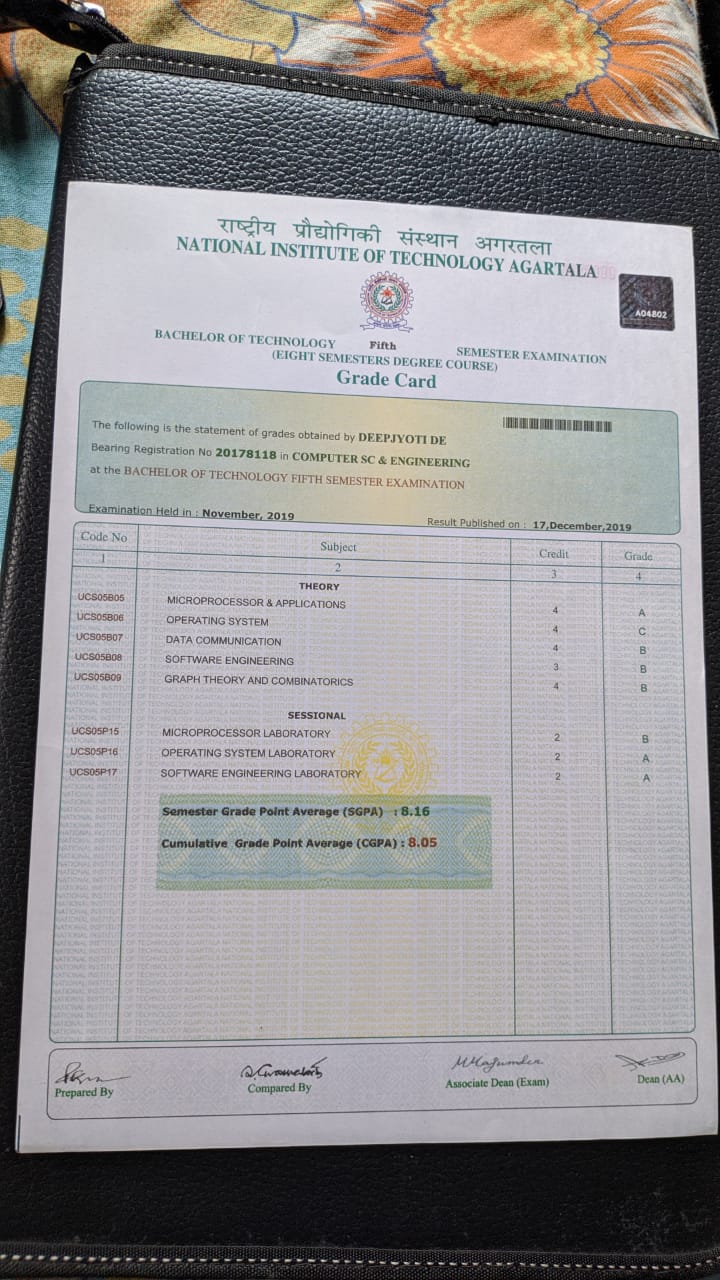 राष्ट्रीय प्रौद्योगिकी संस्थान अगरतला
NATIONAL INSTITUTE OF TECHNOLOGY AGARTALA
A04802
BACHELOR OF TECHNOLOGY Fifth SEMESTER EXAMINATION
(EIGHT SEMESTERS DEGREE COURSE)
Grade Card
The following is the statement of grades obtained by DEEPJYOTI DE
Bearing Registration No 20178118 in COMPUTER SC & ENGINEERING
at the BACHELOR OF TECHNOLOGY FIFTH SEMESTER EXAMINATION
Examination Held in : November, 2019 Result Published on : 17,December,2019
Code No Subject Credit Grade
1 2 3 4
THEORY
UCS05B05 MICROPROCESSOR & APPLICATIONS 4 A
UCS05B06 OPERATING SYSTEM 4 C
UCS05B07 DATA COMMUNICATION 4 B
UCS05B08 SOFTWARE ENGINEERING 3 B
UCS05B09 GRAPH THEORY AND COMBINATORICS 4 B
SESSIONAL
UCS05P15 MICROPROCESSOR LABORATORY 2 B
UCS05P16 OPERATING SYSTEM LABORATORY 2 A
UCS05P17 SOFTWARE ENGINEERING LABORATORY 2 A
Semester Grade Point Average (SGPA) : 8.16
Cumulative Grade Point Average (CGPA) : 8.05
Prepared By Compared By Associate Dean (Exam) Dean (AA)